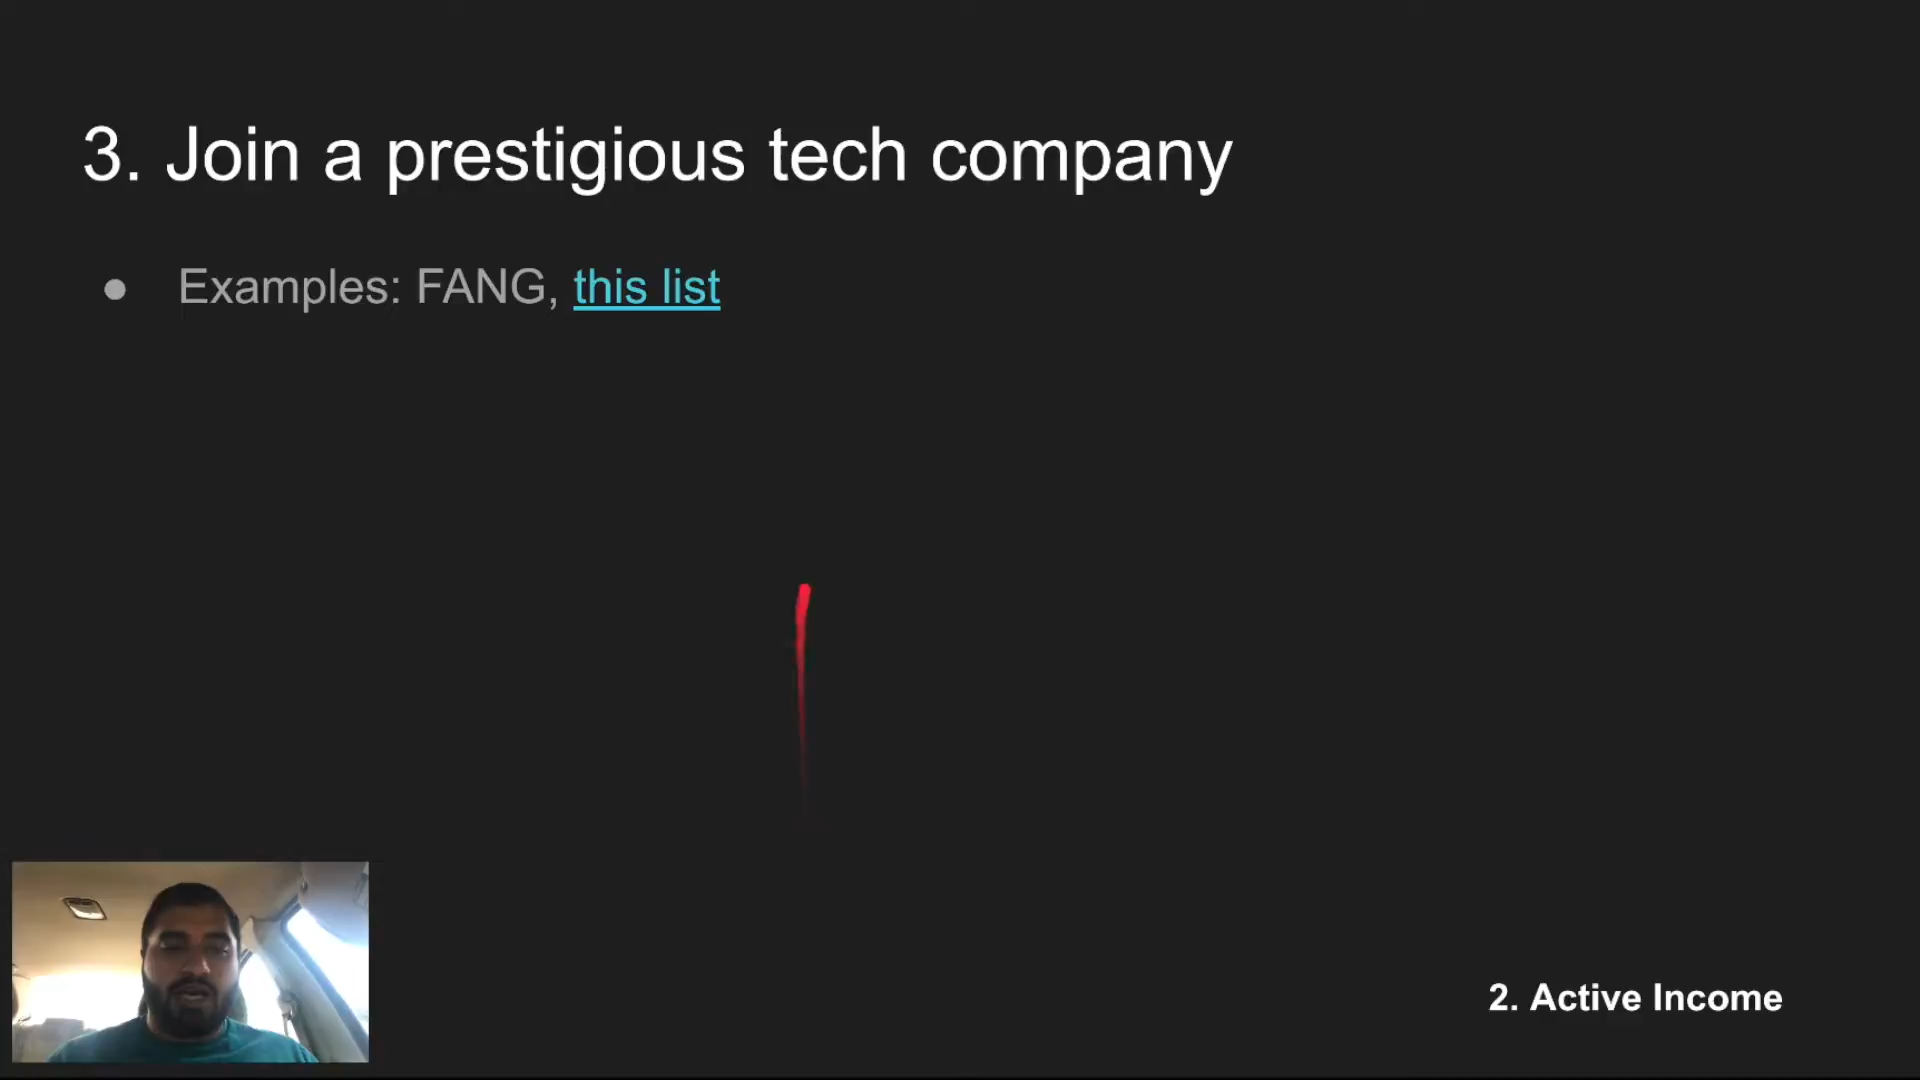 3. Join a prestigious tech company
● Examples: FANG, this list
2. Active Income